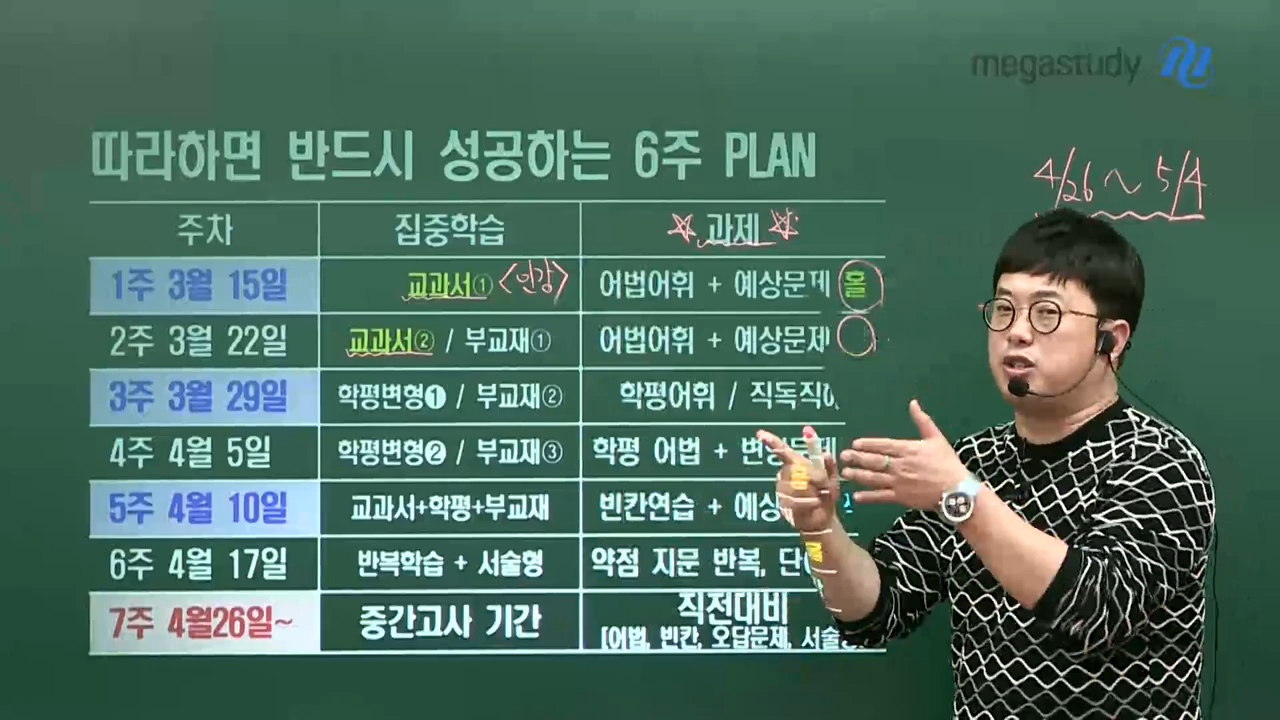 megastudy
따라하면 반드시 성공하는 6주 PLAN
4/26 ~ 5/4
주차 집중학습 과제
1주 3월 15일 교과서① <인강> 어법어휘 + 예상문제 홀
2주 3월 22일 교과서② / 부교재① 어법어휘 + 예상문제
3주 3월 29일 학평변형❶ / 부교재② 학평어휘 / 직독직
4주 4월 5일 학평변형❷ / 부교재③ 학평 어법 +
5주 4월 10일 교과서+학평+부교재 빈칸연습 +
6주 4월 17일 반복학습 + 서술형 약점 지문 반복,
7주 4월26일~ 중간고사 기간 직전대비
[어법, 빈칸, 오답문제,